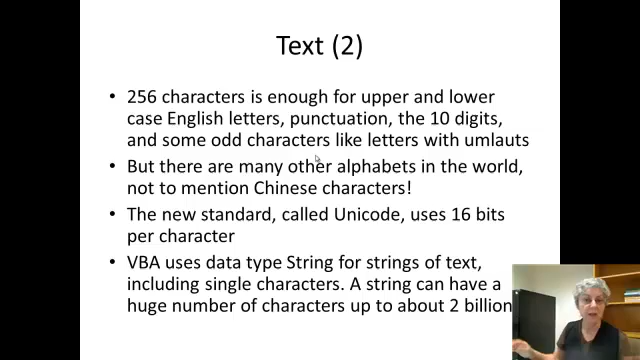 Text (2)
• 256 characters is enough for upper and lower
case English letters, punctuation, the 10 digits,
and some odd characters like letters with umlauts
• But there are many other alphabets in the world,
not to mention Chinese characters!
• The new standard, called Unicode, uses 16 bits
per character
• VBA uses data type String for strings of text,
including single characters. A string can have a
huge number of characters up to about 2 billion